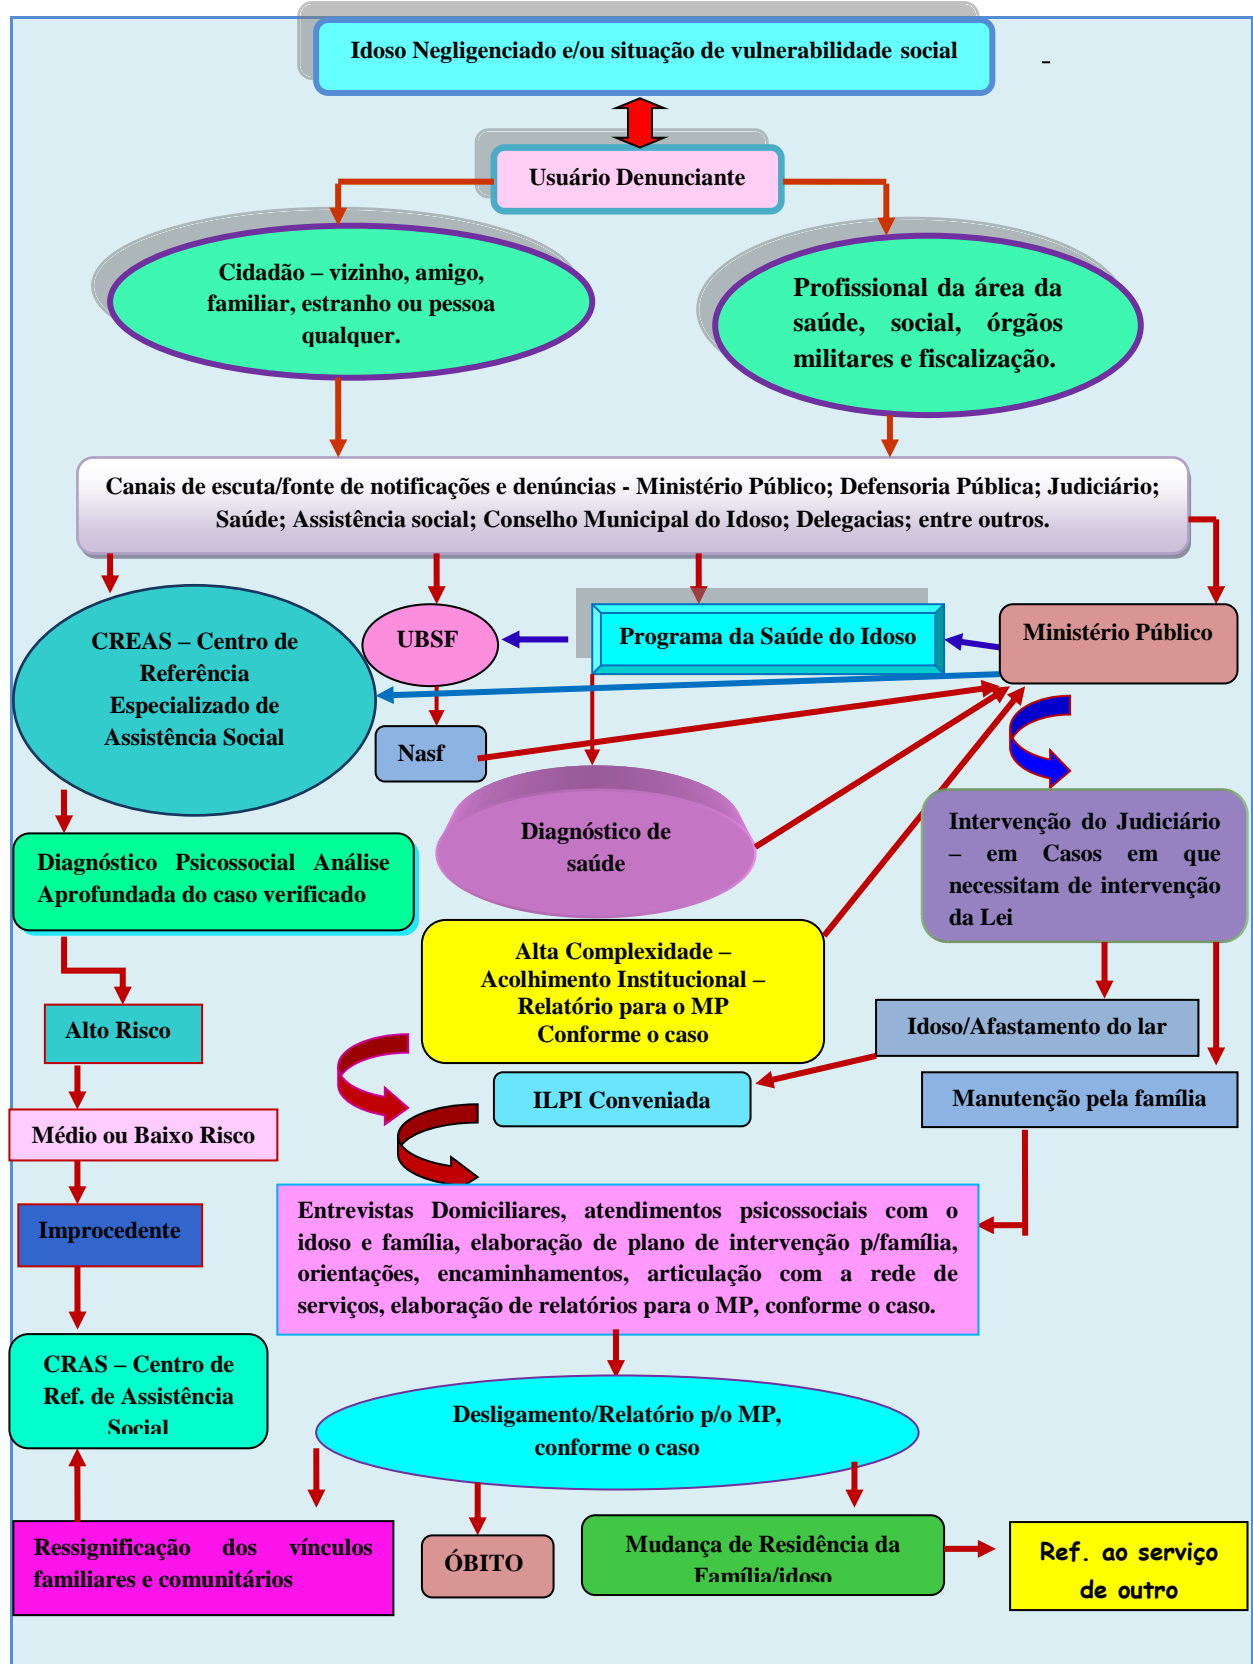 Idoso Negligenciado e/ou situação de vulnerabilidade social
-
Usuário Denunciante
Cidadão – vizinho, amigo,
familiar, estranho ou pessoa
qualquer.
Profissional da área da
saúde, social, órgãos
militares e fiscalização.
Canais de escuta/fonte de notificações e denúncias - Ministério Público; Defensoria Pública; Judiciário;
Saúde; Assistência social; Conselho Municipal do Idoso; Delegacias; entre outros.
CREAS – Centro de
Referência
Especializado de
Assistência Social
UBSF
Programa da Saúde do Idoso
Ministério Público
Nasf
Diagnóstico de
saúde
Intervenção do Judiciário
– em Casos em que
necessitam de intervenção
da Lei
Diagnóstico Psicossocial Análise
Aprofundada do caso verificado
Alta Complexidade –
Acolhimento Institucional –
Relatório para o MP
Conforme o caso
Alto Risco
Idoso/Afastamento do lar
ILPI Conveniada
Manutenção pela família
Médio ou Baixo Risco
Improcedente
Entrevistas Domiciliares, atendimentos psicossociais com o
idoso e família, elaboração de plano de intervenção p/família,
orientações, encaminhamentos, articulação com a rede de
serviços, elaboração de relatórios para o MP, conforme o caso.
CRAS – Centro de
Ref. de Assistência
Social
Desligamento/Relatório p/o MP,
conforme o caso
Ressignificação dos vínculos
familiares e comunitários
ÓBITO
Mudança de Residência da
Família/idoso
Ref. ao serviço
de outro